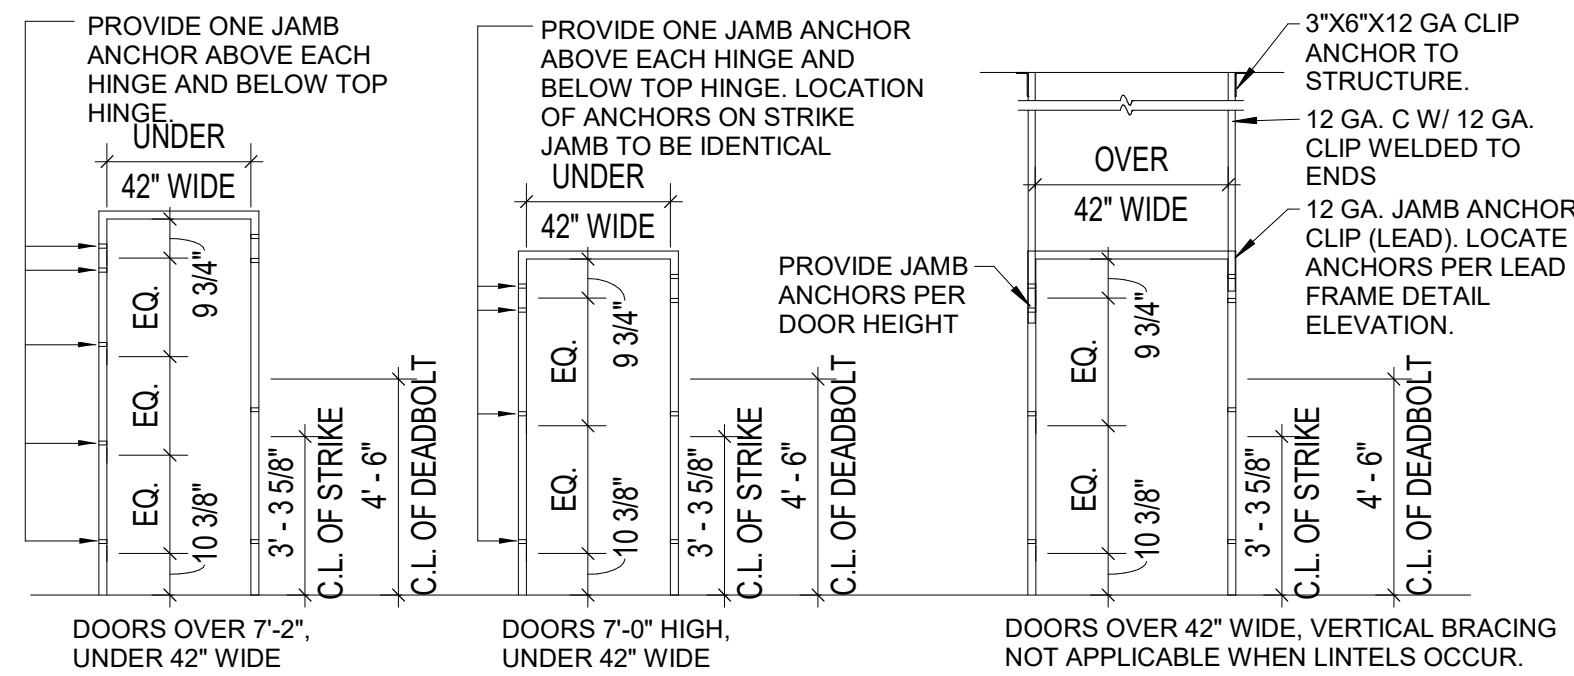 PROVIDE ONE JAMB
ANCHOR ABOVE EACH
HINGE AND BELOW TOP
HINGE.
UNDER
42" WIDE
9 3/4"
EQ.
EQ.
EQ.
10 3/8"
3' - 3 5/8"
C.L. OF STRIKE
4' - 6"
C.L. OF DEADBOLT
DOORS OVER 7'-2",
UNDER 42" WIDE
PROVIDE ONE JAMB ANCHOR
ABOVE EACH HINGE AND
BELOW TOP HINGE. LOCATION
OF ANCHORS ON STRIKE
JAMB TO BE IDENTICAL
UNDER
42" WIDE
9 3/4"
EQ.
EQ.
10 3/8"
3' - 3 5/8"
C.L. OF STRIKE
4' - 6"
C.L. OF DEADBOLT
DOORS 7'-0" HIGH,
UNDER 42" WIDE
3"X6"X12 GA CLIP
ANCHOR TO
STRUCTURE.
12 GA. C W/ 12 GA.
CLIP WELDED TO
ENDS
12 GA. JAMB ANCHOR
CLIP (LEAD). LOCATE
ANCHORS PER LEAD
FRAME DETAIL
ELEVATION.
OVER
42" WIDE
PROVIDE JAMB
ANCHORS PER
DOOR HEIGHT
9 3/4"
EQ.
EQ.
10 3/8"
3' - 3 5/8"
C.L. OF STRIKE
4' - 6"
C.L. OF DEADBOLT
DOORS OVER 42" WIDE, VERTICAL BRACING
NOT APPLICABLE WHEN LINTELS OCCUR.